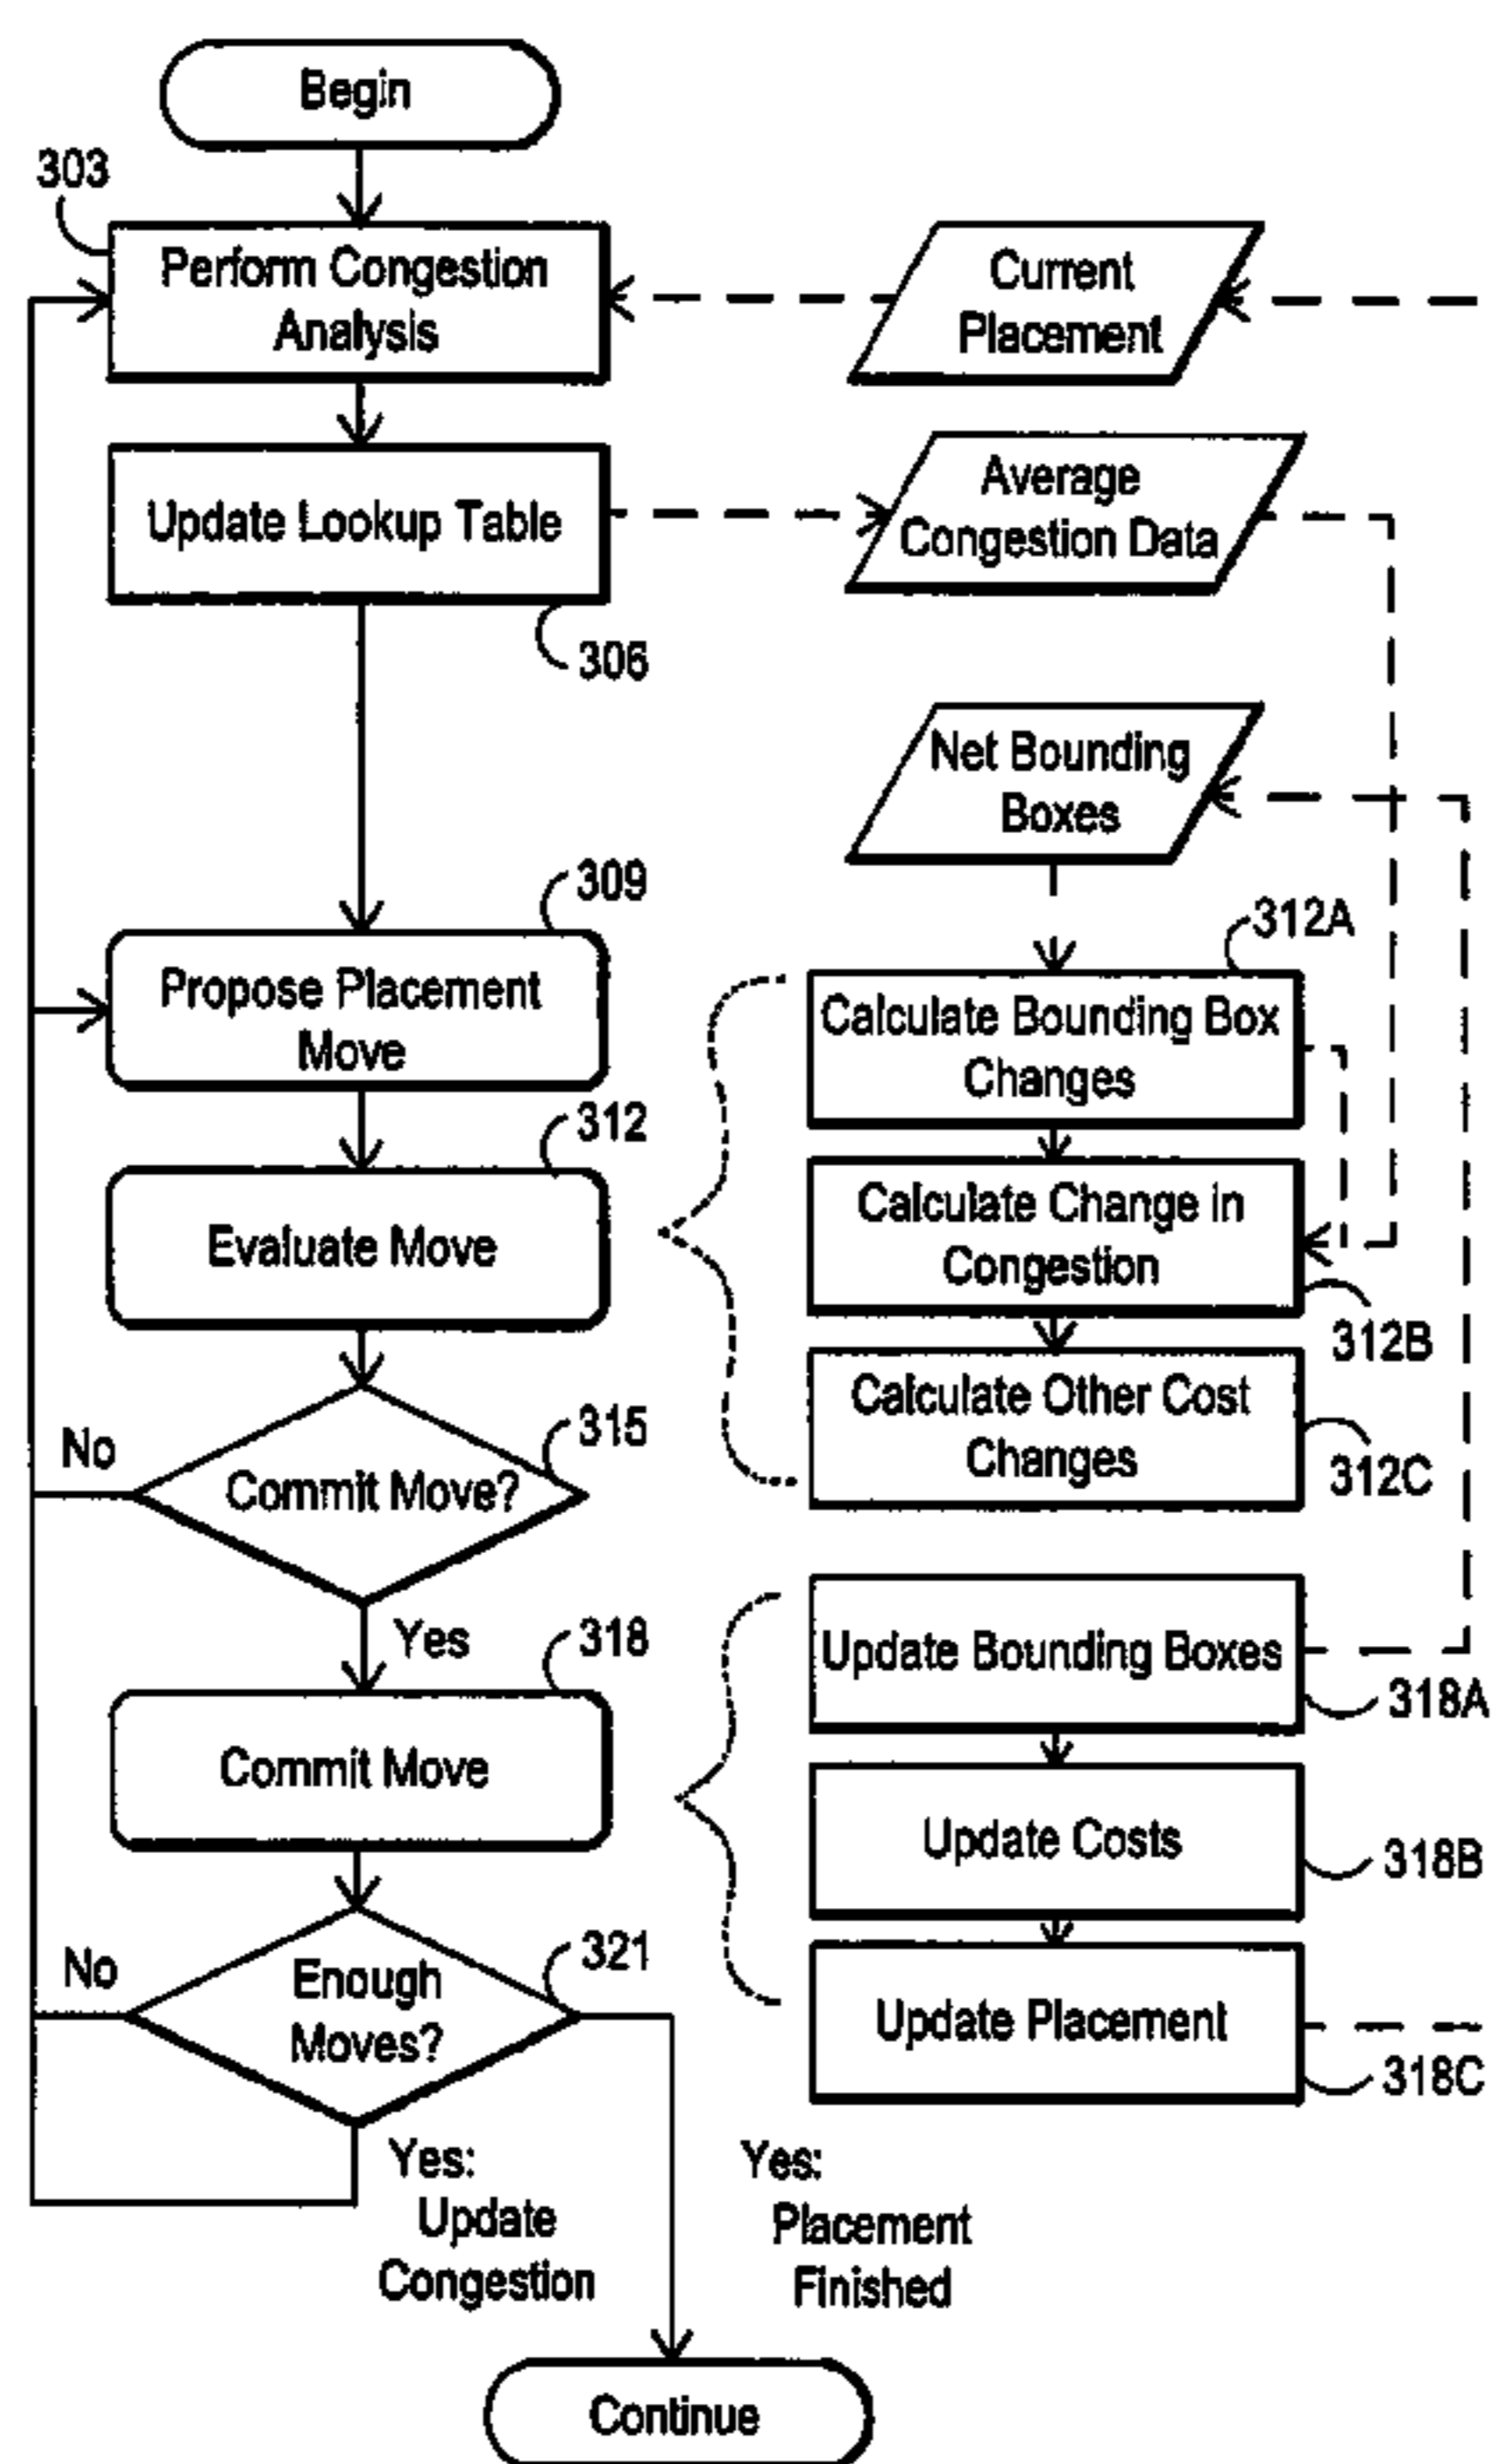 Begin
303
Perform Congestion
Analysis
Current
Placement
Update Lookup Table
306
Average
Congestion Data
Net Bounding
Boxes
309
Propose Placement
Move
312
Evaluate Move
312A
Calculate Bounding Box
Changes
Calculate Change in
Congestion
312B
Calculate Other Cost
Changes
312C
No
315
Commit Move?
Yes
318
Commit Move
Update Bounding Boxes
318A
Update Costs
318B
Update Placement
318C
No
321
Enough
Moves?
Yes:
Update
Congestion
Yes:
Placement
Finished
Continue